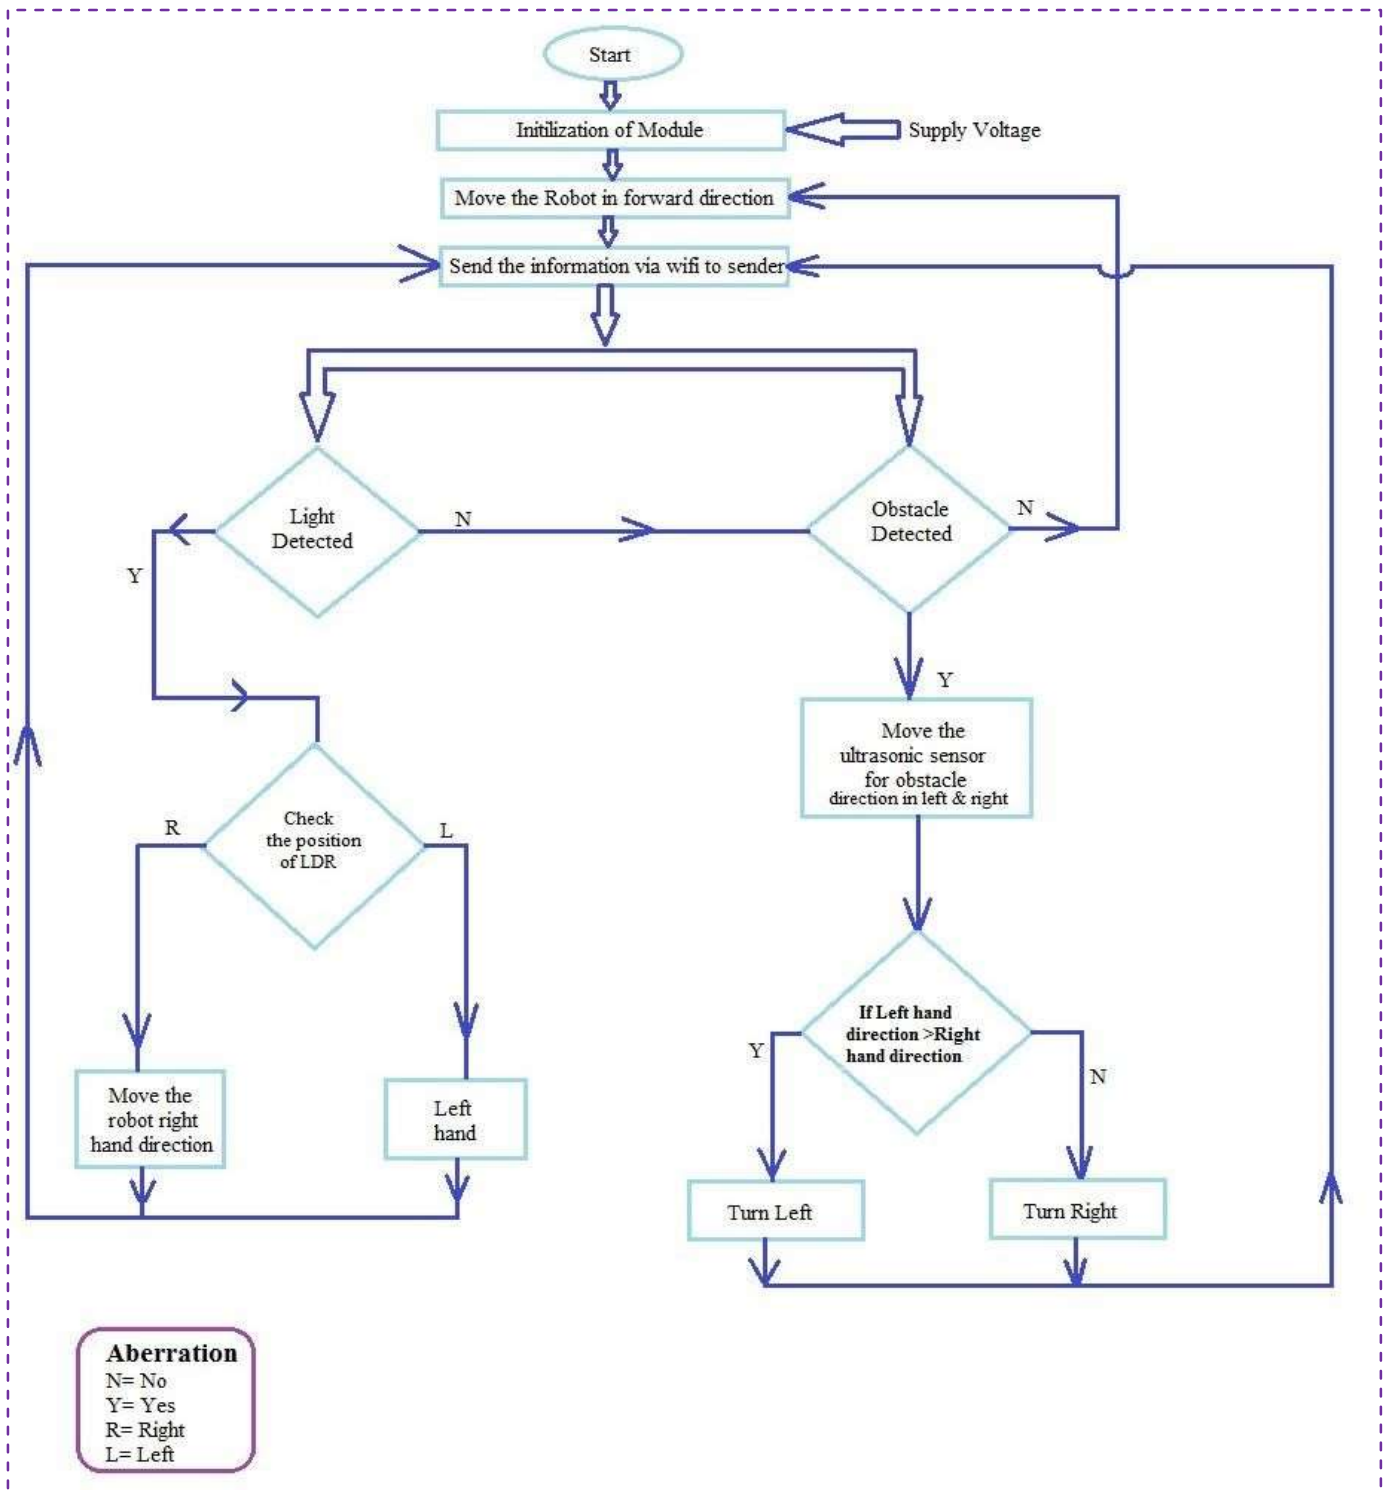 Start
Initilization of Module
Supply Voltage
Move the Robot in forward direction
Send the information via wifi to sender
Light
Detected
N
Obstacle
Detected
N
Y
Y
Move the
ultrasonic sensor
for obstacle
direction in left & right
Check
the position
of LDR
R
L
If Left hand
direction >Right
hand direction
Y
N
Move the
robot right
hand direction
Left
hand
Turn Left
Turn Right
Aberration
N= No
Y= Yes
R= Right
L= Left